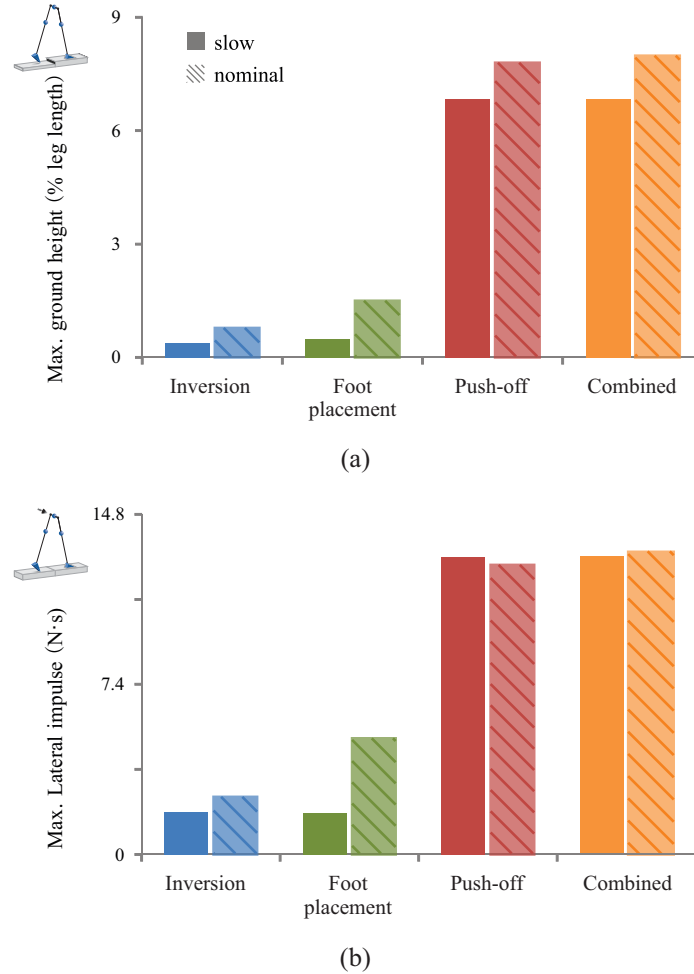 9
slow
nominal
6
3
0
Max. ground height (% leg length)
Inversion
Foot
placement
Push-off
Combined
(a)
14.8
7.4
0
Max. Lateral impulse (N·s)
Inversion
Foot
placement
Push-off
Combined
(b)